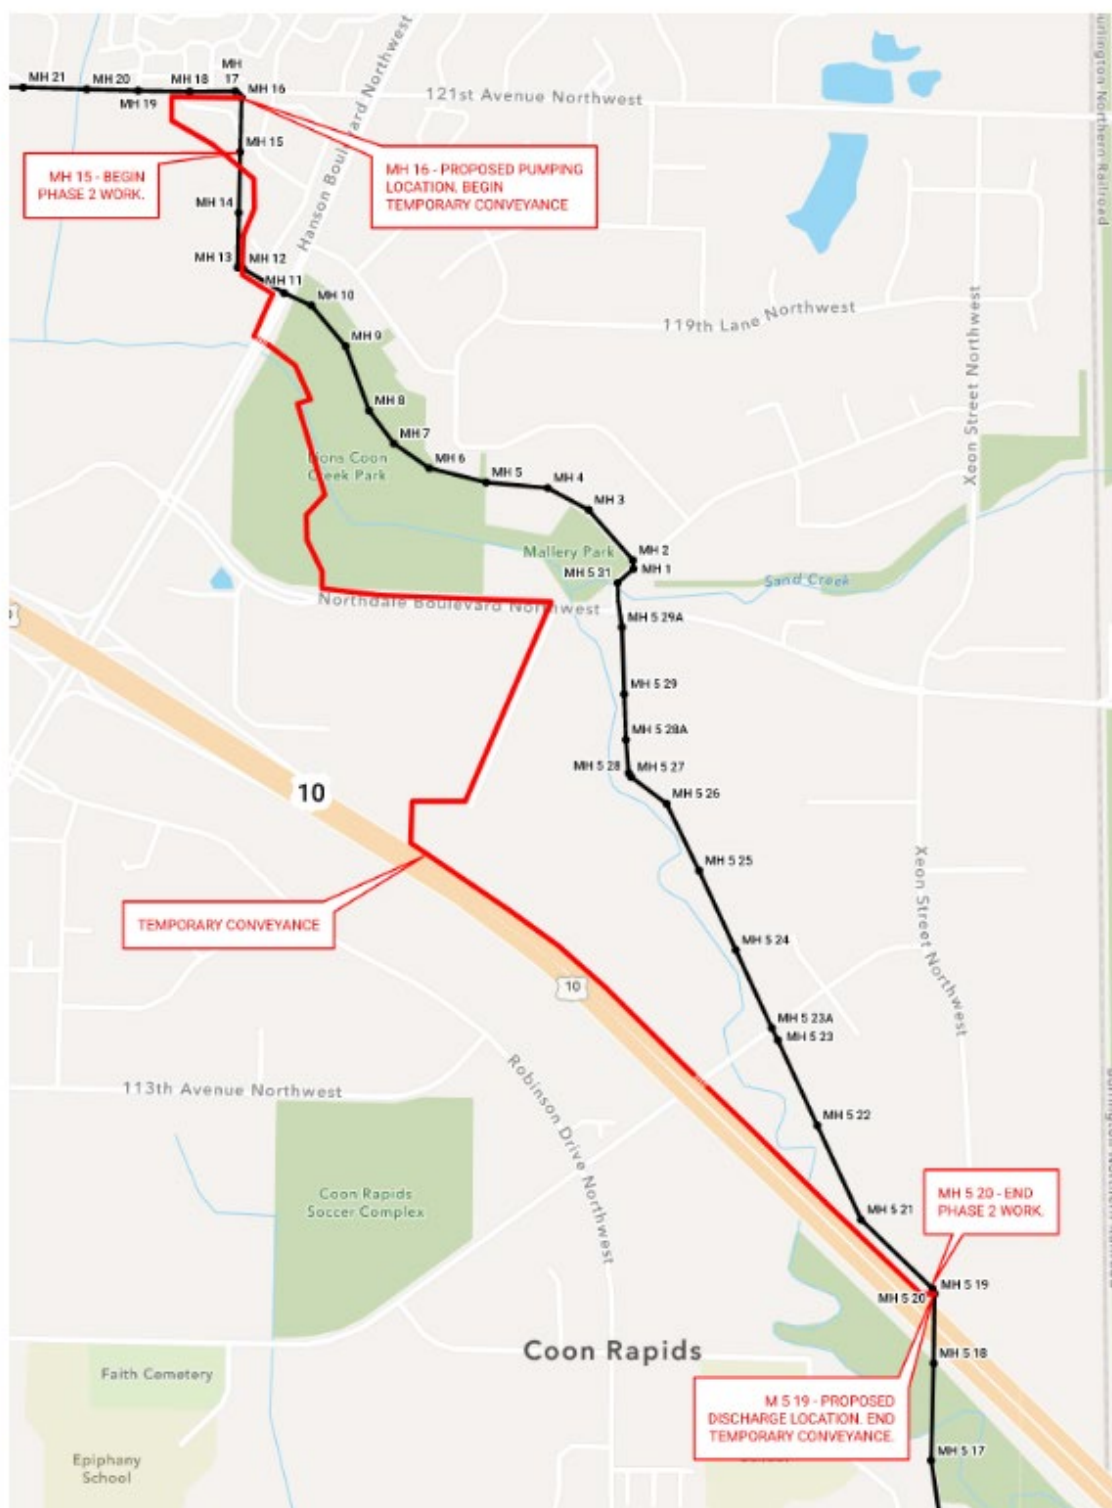 MH
17
MH 21
MH 20
MH 18
MH 16
MH 19
121st Avenue Northwest
MH 15
MH 15 - BEGIN
PHASE 2 WORK.
MH 16 - PROPOSED PUMPING
LOCATION. BEGIN
TEMPORARY CONVEYANCE
Hanson Boulevard Northwest
MH 14
MH 13
MH 12
MH 11
MH 10
119th Lane Northwest
MH 9
Xeon Street Northwest
MH 8
MH 7
Lions Coon
Creek Park
MH 6
MH 5
MH 4
MH 3
Mallery Park
MH 2
MH 1
MH 5 31
Sand Creek
Northdale Boulevard Northwest
MH 5 29A
MH 5 29
MH 5 28A
MH 5 28
MH 5 27
MH 5 26
10
MH 5 25
Xeon Street Northwest
TEMPORARY CONVEYANCE
MH 5 24
10
MH 5 23A
MH 5 23
113th Avenue Northwest
Robinson Drive Northwest
MH 5 22
Coon Rapids
Soccer Complex
MH 5 21
MH 5 20 - END
PHASE 2 WORK.
MH 5 19
MH 5 20
Coon Rapids
MH 5 18
Faith Cemetery
M 5 19 - PROPOSED
DISCHARGE LOCATION. END
TEMPORARY CONVEYANCE.
MH 5 17
Epiphany
School
Northern Railroad